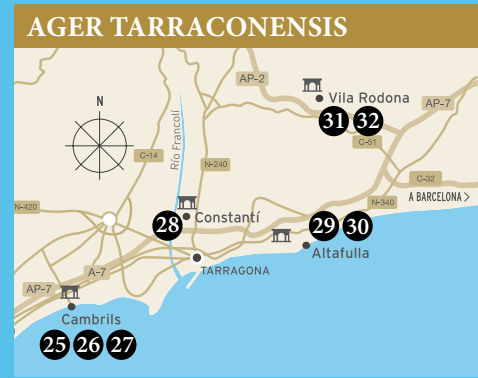 AGER TARRACONENSIS
AP-2
Vila Rodona
AP-7
31 32
N
C-51
Río Francolí
C-14
N-240
C-32
N-420
N-340
A BARCELONA >
28 Constantí
29 30
Altafulla
A-7
TARRAGONA
AP-7
Cambrils
25 26 27